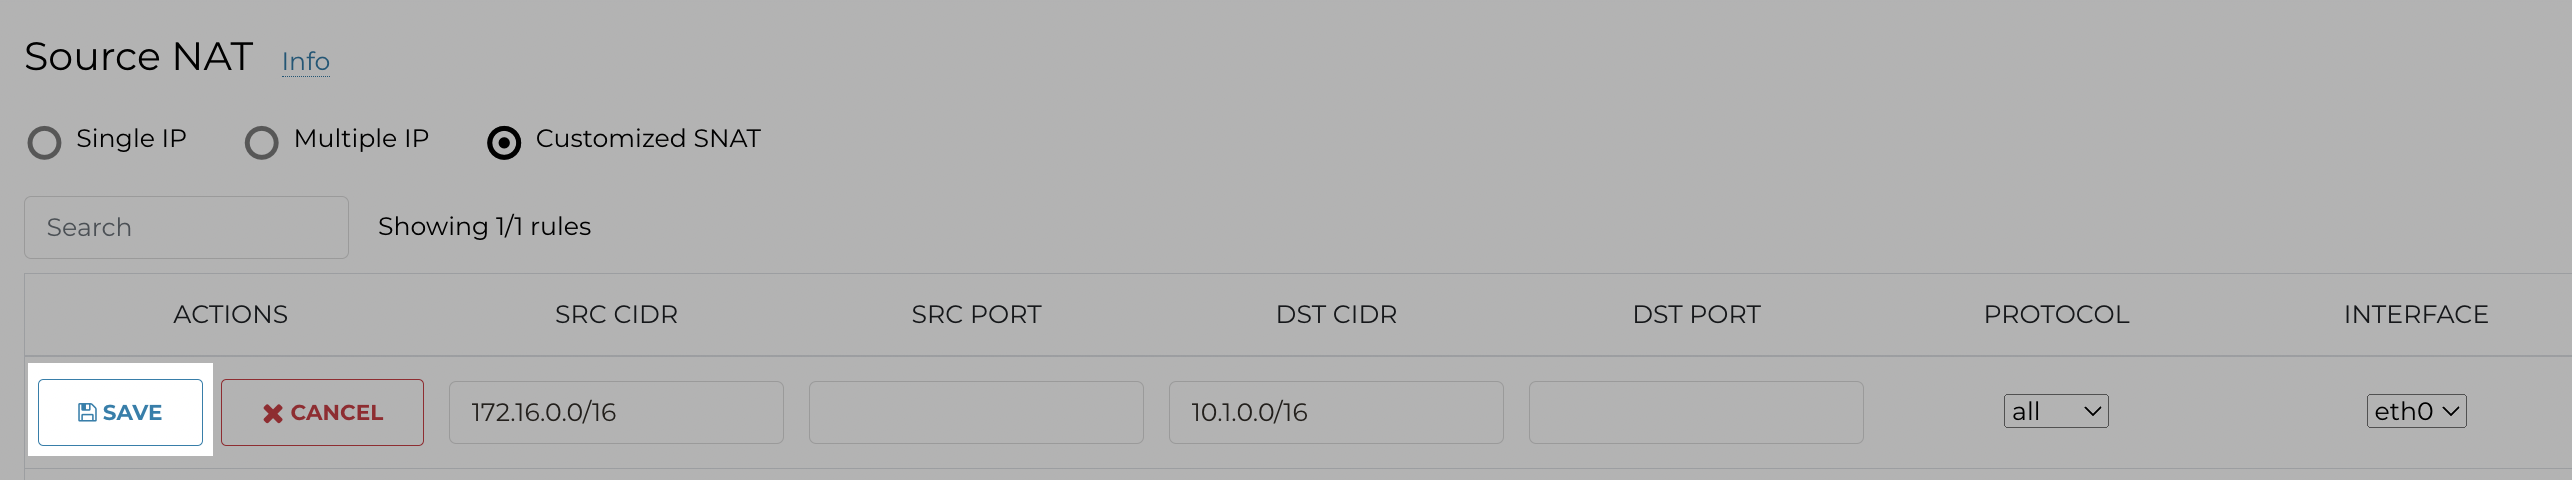 Source NAT Info
Single IP Multiple IP Customized SNAT
Search Showing 1/1 rules
ACTIONS SRC CIDR SRC PORT DST CIDR DST PORT PROTOCOL INTERFACE
SAVE CANCEL 172.16.0.0/16 10.1.0.0/16 all eth0